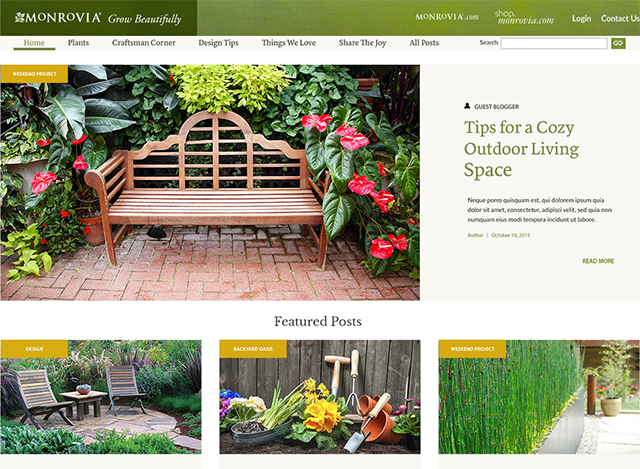 MONROVIA® Grow Beautifully
MONROVIA®.com
shop.
monrovia.com
Login
Contact Us
Home
Plants
Craftsman Corner
Design Tips
Things We Love
Share The Joy
All Posts
Search
GO
WEEKEND PROJECT
GUEST BLOGGER
Tips for a Cozy
Outdoor Living
Space
Neque porro quisquam est, qui dolorem ipsum quia
dolor sit amet, consectetur, adipisci velit, sed quia non
numquam eius modi tempora incidunt ut labore.
Author | October 19, 2015
READ MORE
Featured Posts
DESIGN
BACKYARD OASIS
WEEKEND PROJECT